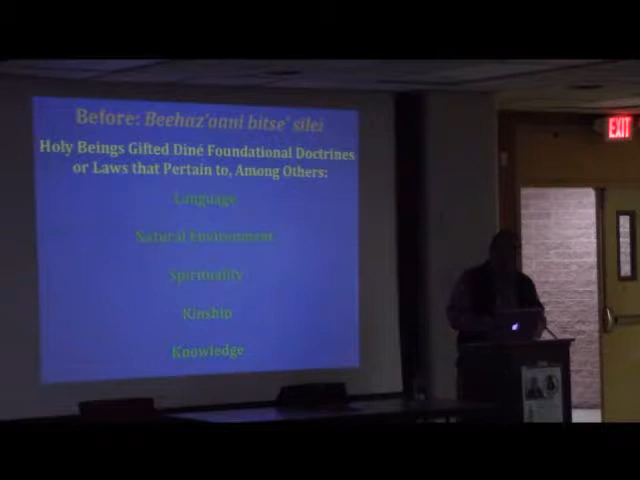 Before: Beehaz'aanii bitse' silei
Holy Beings Gifted Diné Foundational Doctrines
or Laws that Pertain to, Among Others:
Language
Natural Environment
Spirituality
Kinship
Knowledge
EXIT